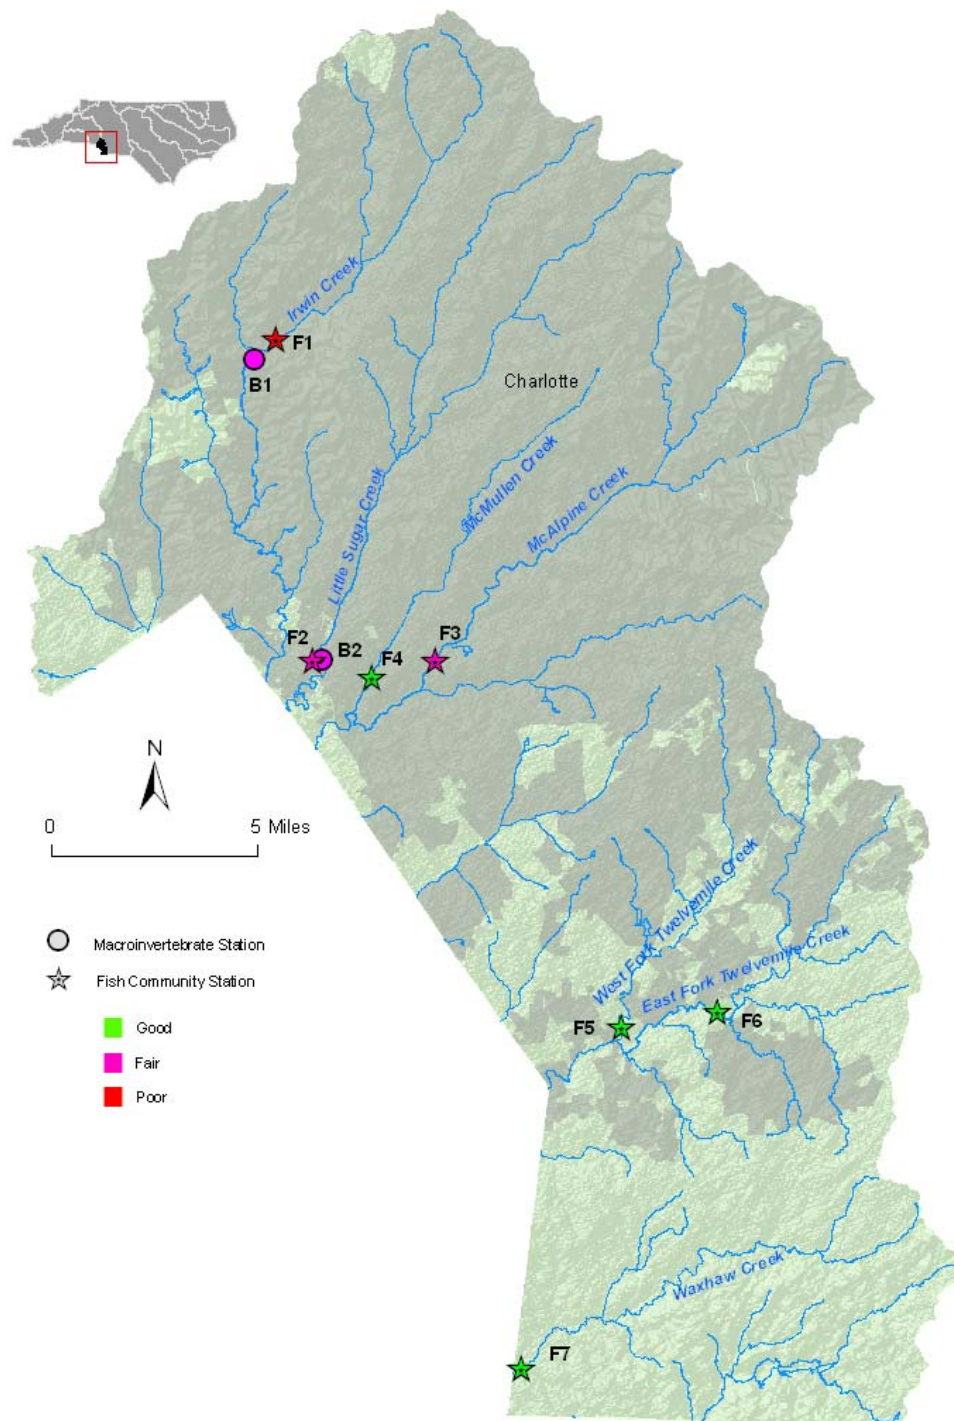 Irwin Creek
F1
B1
Charlotte
Little Sugar Creek
McMullen Creek
McAlpine Creek
F2
B2
F4
F3
N
0 5 Miles
West Fork Twelvemile Creek
East Fork Twelvemile Creek
Macroinvertebrate Station
Fish Community Station
F5
F6
Good
Fair
Poor
Waxhaw Creek
F7